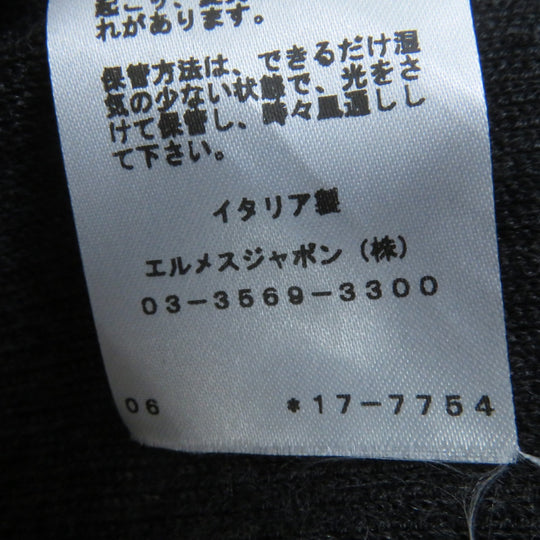 れがあります。
保管方法は、できるだけ湿
気の少ない状態で、光をさ
けて保管し、時々風通しし
て下さい。
イタリア製
エルメスジャポン（株）
03-3569-3300
06 *17-7754